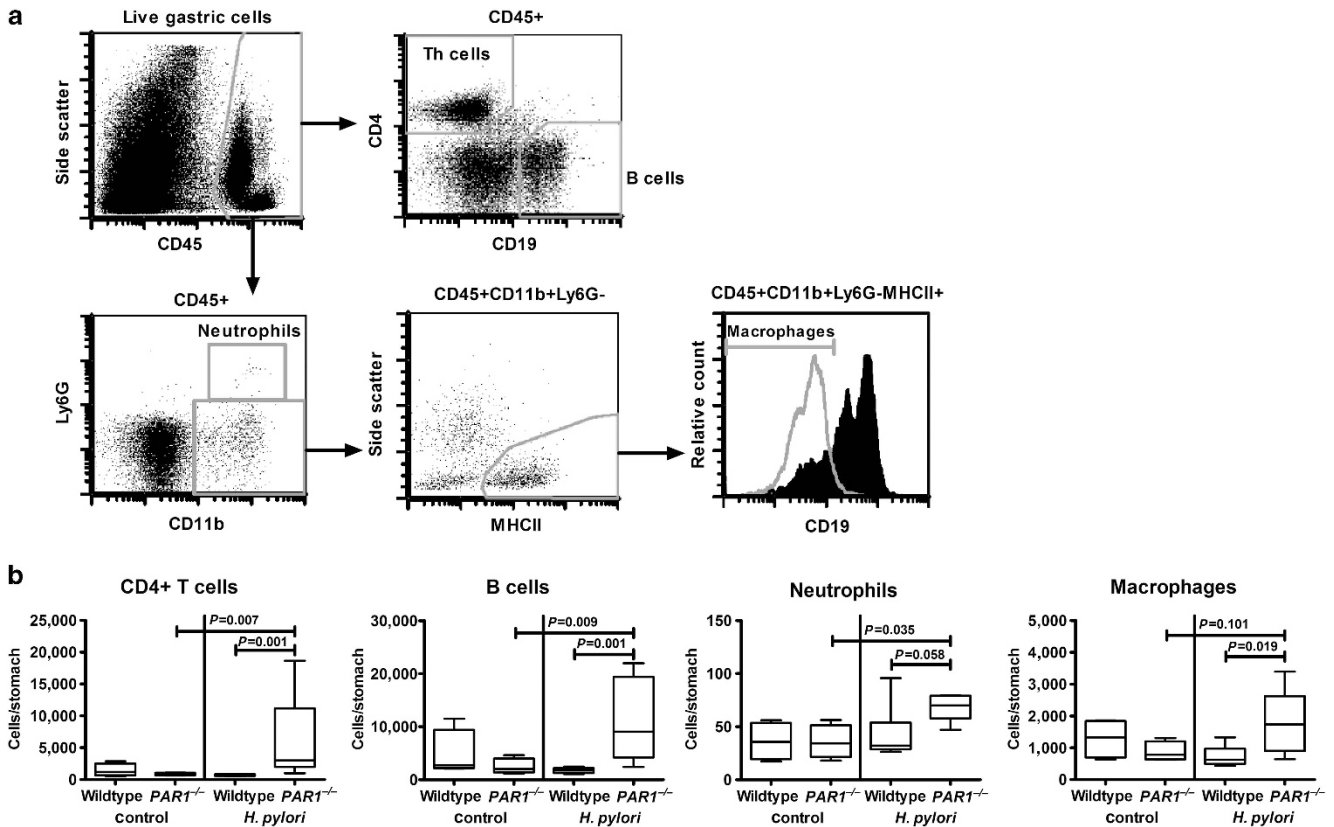 a
Live gastric cells
Side scatter
CD45
CD45+
Th cells
CD4
B cells
CD19
CD45+
Neutrophils
Ly6G
CD11b
CD45+CD11b+Ly6G-
Side scatter
MHCII
CD45+CD11b+Ly6G-MHCII+
Macrophages
Relative count
CD19
b
CD4+ T cells
Cells/stomach
25,000
20,000
15,000
10,000
5,000
0
P=0.007
P=0.001
Wildtype PAR1–/– Wildtype PAR1–/–
control H. pylori
B cells
Cells/stomach
30,000
20,000
10,000
0
P=0.009
P=0.001
Wildtype PAR1–/– Wildtype PAR1–/–
control H. pylori
Neutrophils
Cells/stomach
150
100
50
0
P=0.035
P=0.058
Wildtype PAR1–/– Wildtype PAR1–/–
control H. pylori
Macrophages
Cells/stomach
5,000
4,000
3,000
2,000
1,000
0
P=0.101
P=0.019
Wildtype PAR1–/– Wildtype PAR1–/–
control H. pylori